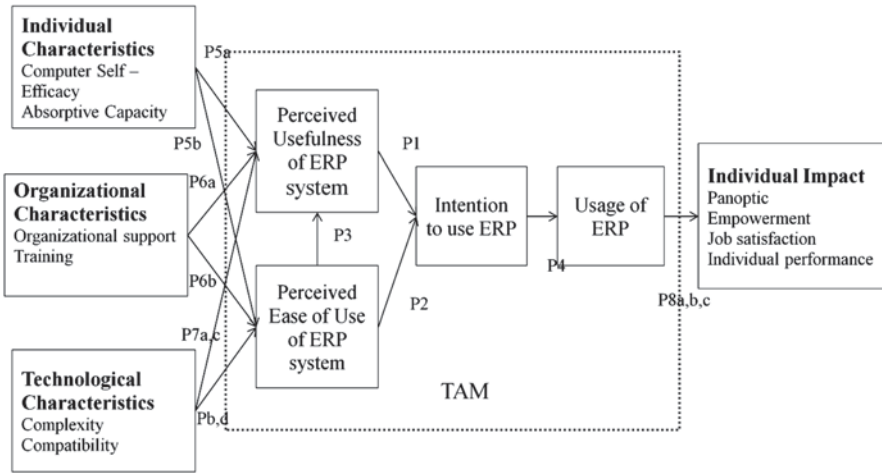 Individual
Characteristics
Computer Self –
Efficacy
Absorptive Capacity
P5a
P5b
Organizational
Characteristics
Organizational support
Training
P6a
P6b
Technological
Characteristics
Complexity
Compatibility
P7a,c
Pb,d
Perceived
Usefulness
of ERP
system
P3
Perceived
Ease of Use
of ERP
system
P1
P2
Intention
to use ERP
P4
Usage of
ERP
TAM
P8a,b,c
Individual Impact
Panoptic
Empowerment
Job satisfaction
Individual performance